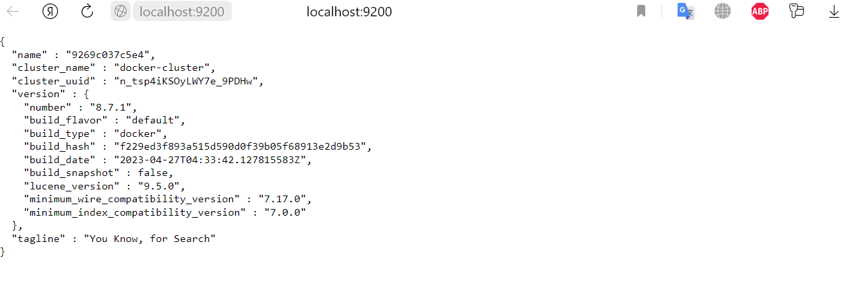 localhost:9200 localhost:9200
{
"name" : "9269c037c5e4",
"cluster_name" : "docker-cluster",
"cluster_uuid" : "n_tsp4iKSOyLWY7e_9PDHw",
"version" : {
"number" : "8.7.1",
"build_flavor" : "default",
"build_type" : "docker",
"build_hash" : "f229ed3f893a515d590d0f39b05f68913e2d9b53",
"build_date" : "2023-04-27T04:33:42.127815583Z",
"build_snapshot" : false,
"lucene_version" : "9.5.0",
"minimum_wire_compatibility_version" : "7.17.0",
"minimum_index_compatibility_version" : "7.0.0"
},
"tagline" : "You Know, for Search"
}
Я
G
ABP